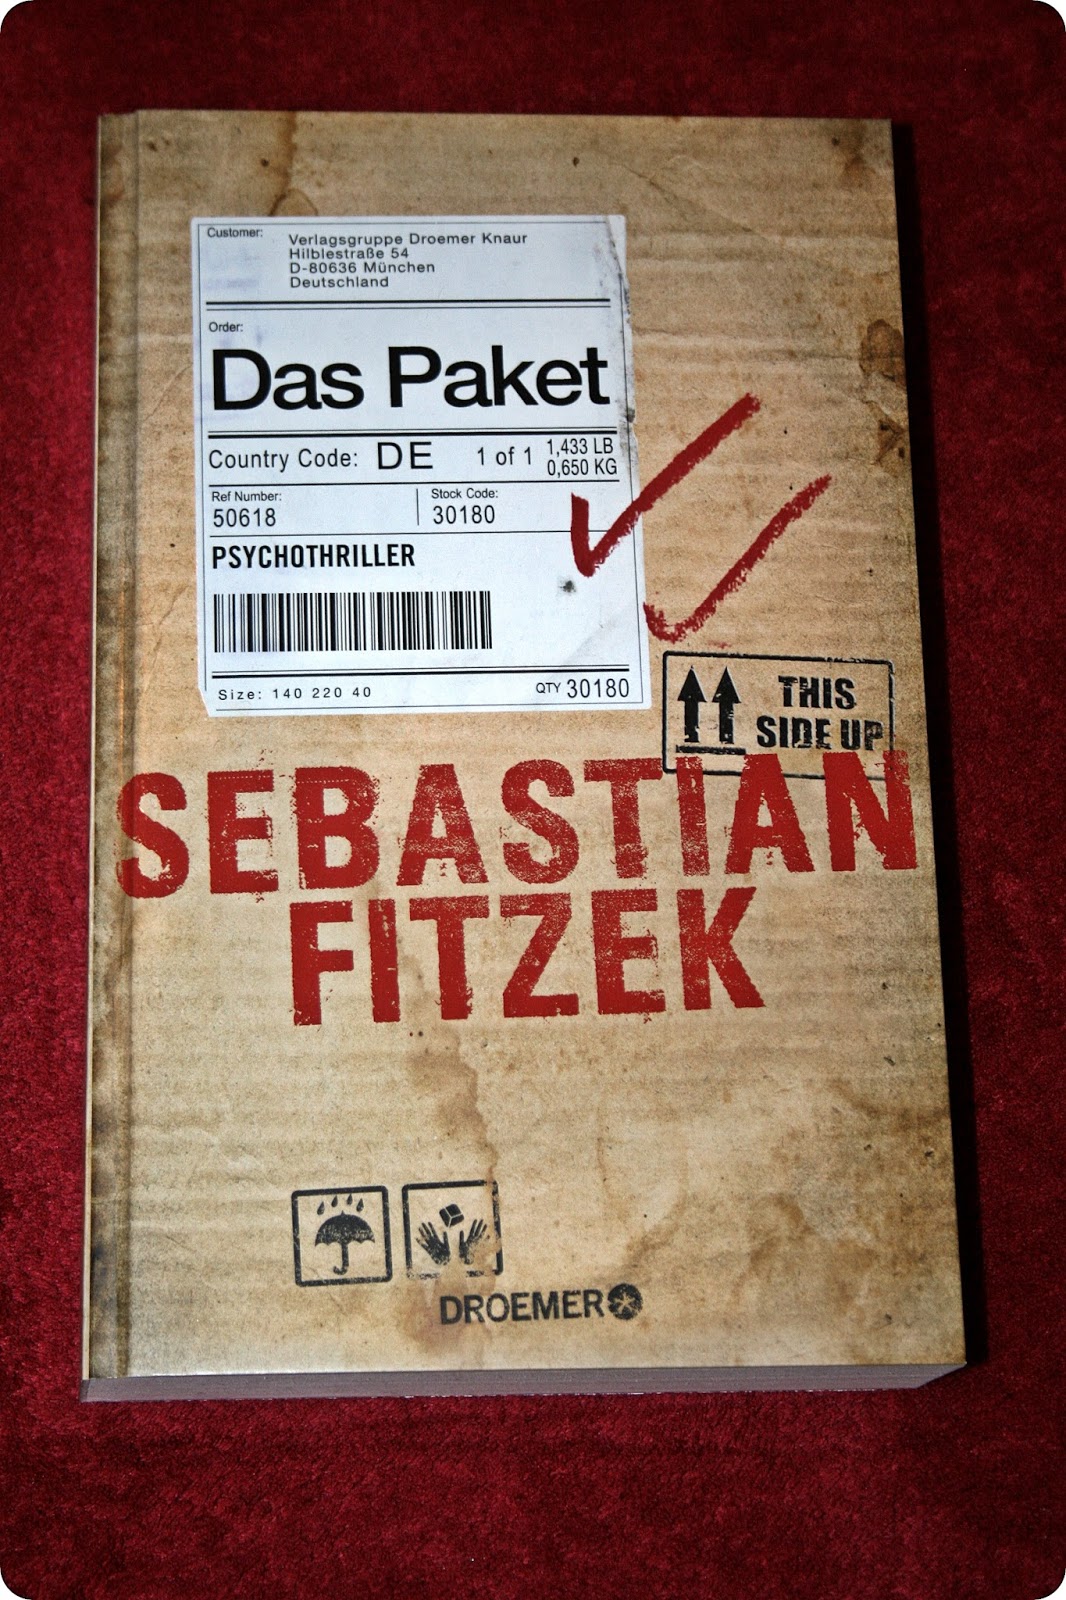 Customer:
Verlagsgruppe Droemer Knaur
Hilblestraße 54
D-80636 München
Deutschland
Order:
Das Paket
Country Code: DE 1 of 1 1,433 LB
0,650 KG
Ref Number: Stock Code:
50618 30180
PSYCHOTHRILLER
Size: 140 220 40 QTY 30180
THIS
SIDE UP
SEBASTIAN
FITZEK
DROEMER